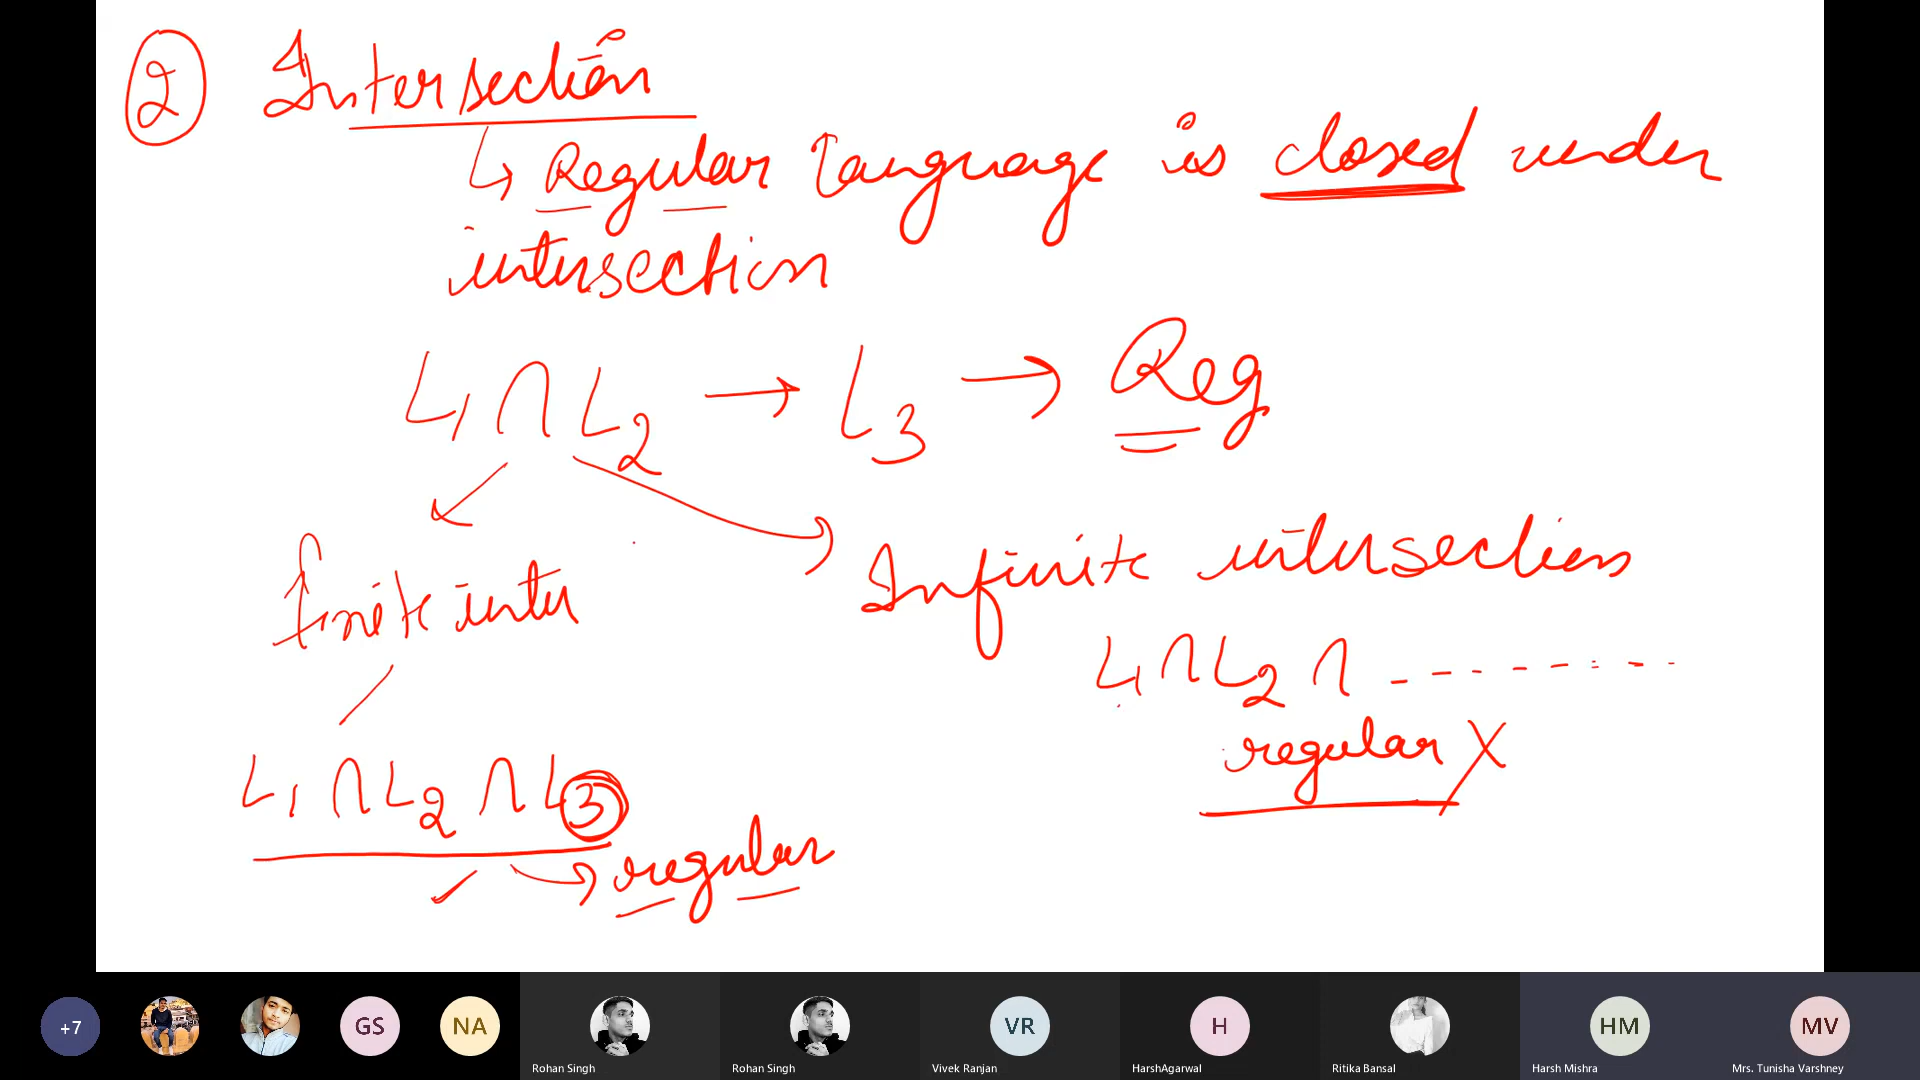 ② Intersection
↳ Regular language is closed under
intersection
L1 ∩ L2 → L3 → Reg
finite inter
Infinite intersection
L1 ∩ L2 ∩ - - - - - - - -
regular X
L1 ∩ L2 ∩ L3
✓ → regular
+7
GS
NA
VR
H
HM
MV
Rohan Singh
Rohan Singh
Vivek Ranjan
HarshAgarwal
Ritika Bansal
Harsh Mishra
Mrs. Tunisha Varshney